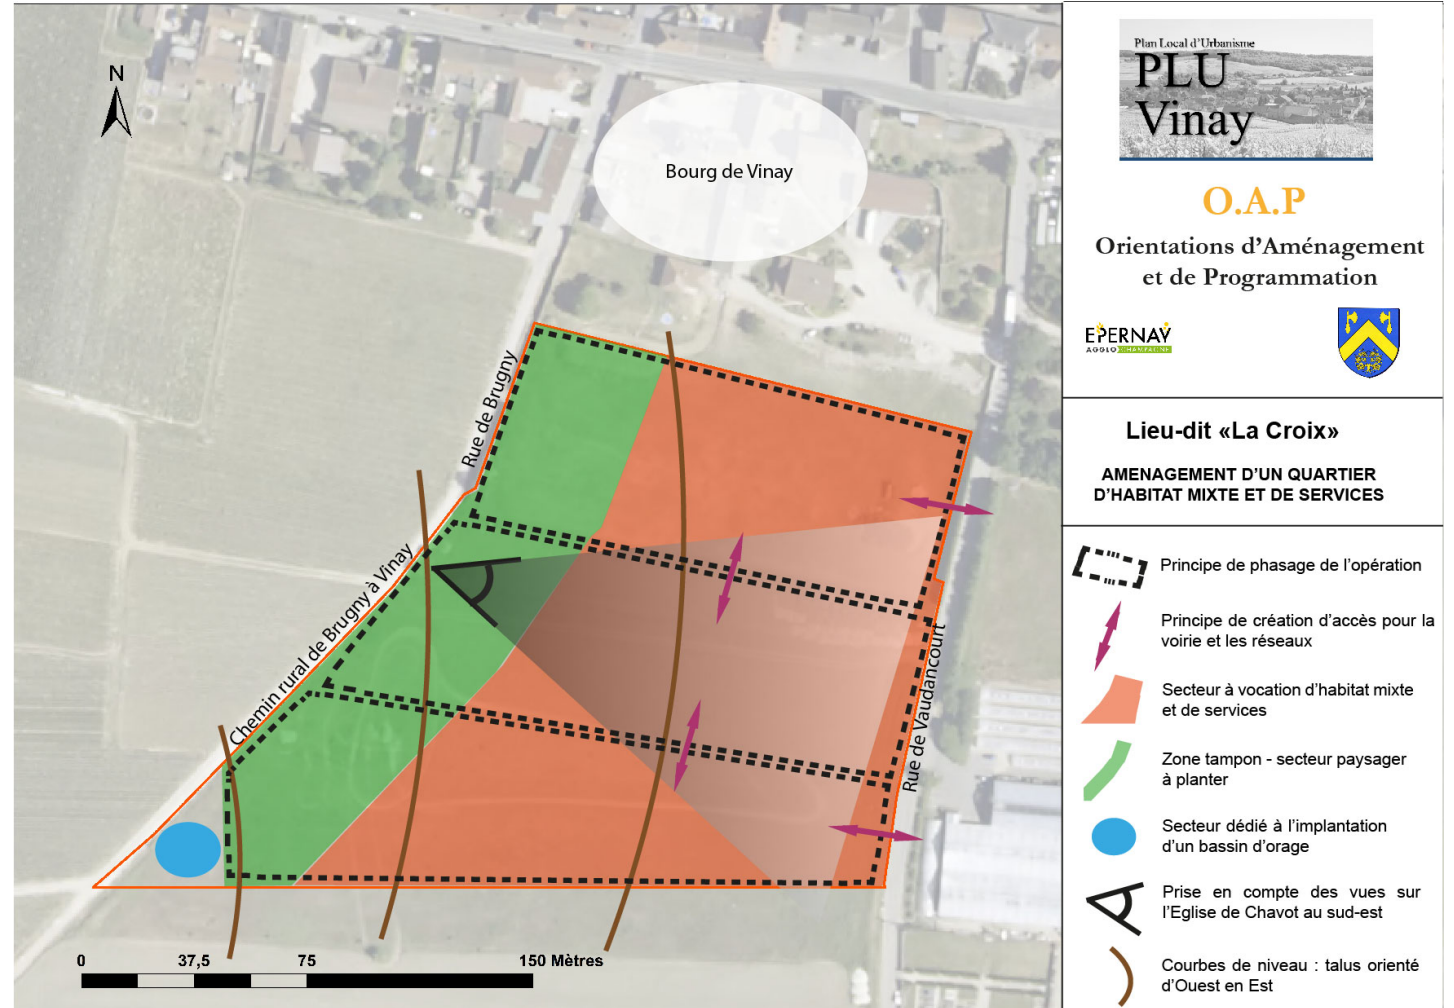 N
Bourg de Vinay
Rue de Brugny
Chemin rural de Brugny à Vinay
Rue de Vaudancourt
0 37,5 75 150 Mètres
Plan Local d'Urbanisme
PLU
Vinay
O.A.P
Orientations d'Aménagement
et de Programmation
EPERNAY
AGGLO CHAMPAGNE
Lieu-dit «La Croix»
AMENAGEMENT D'UN QUARTIER
D'HABITAT MIXTE ET DE SERVICES
Principe de phasage de l'opération
Principe de création d'accès pour la
voirie et les réseaux
Secteur à vocation d'habitat mixte
et de services
Zone tampon - secteur paysager
à planter
Secteur dédié à l'implantation
d'un bassin d'orage
Prise en compte des vues sur
l'Eglise de Chavot au sud-est
Courbes de niveau : talus orienté
d'Ouest en Est